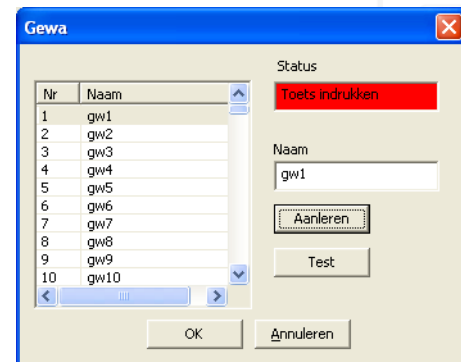 Gewa
Status
Toets indrukken
Nr Naam
1 gw1
2 gw2
3 gw3
4 gw4
5 gw5
6 gw6
7 gw7
8 gw8
9 gw9
10 gw10
Naam
gw1
Aanleren
Test
OK
Annuleren